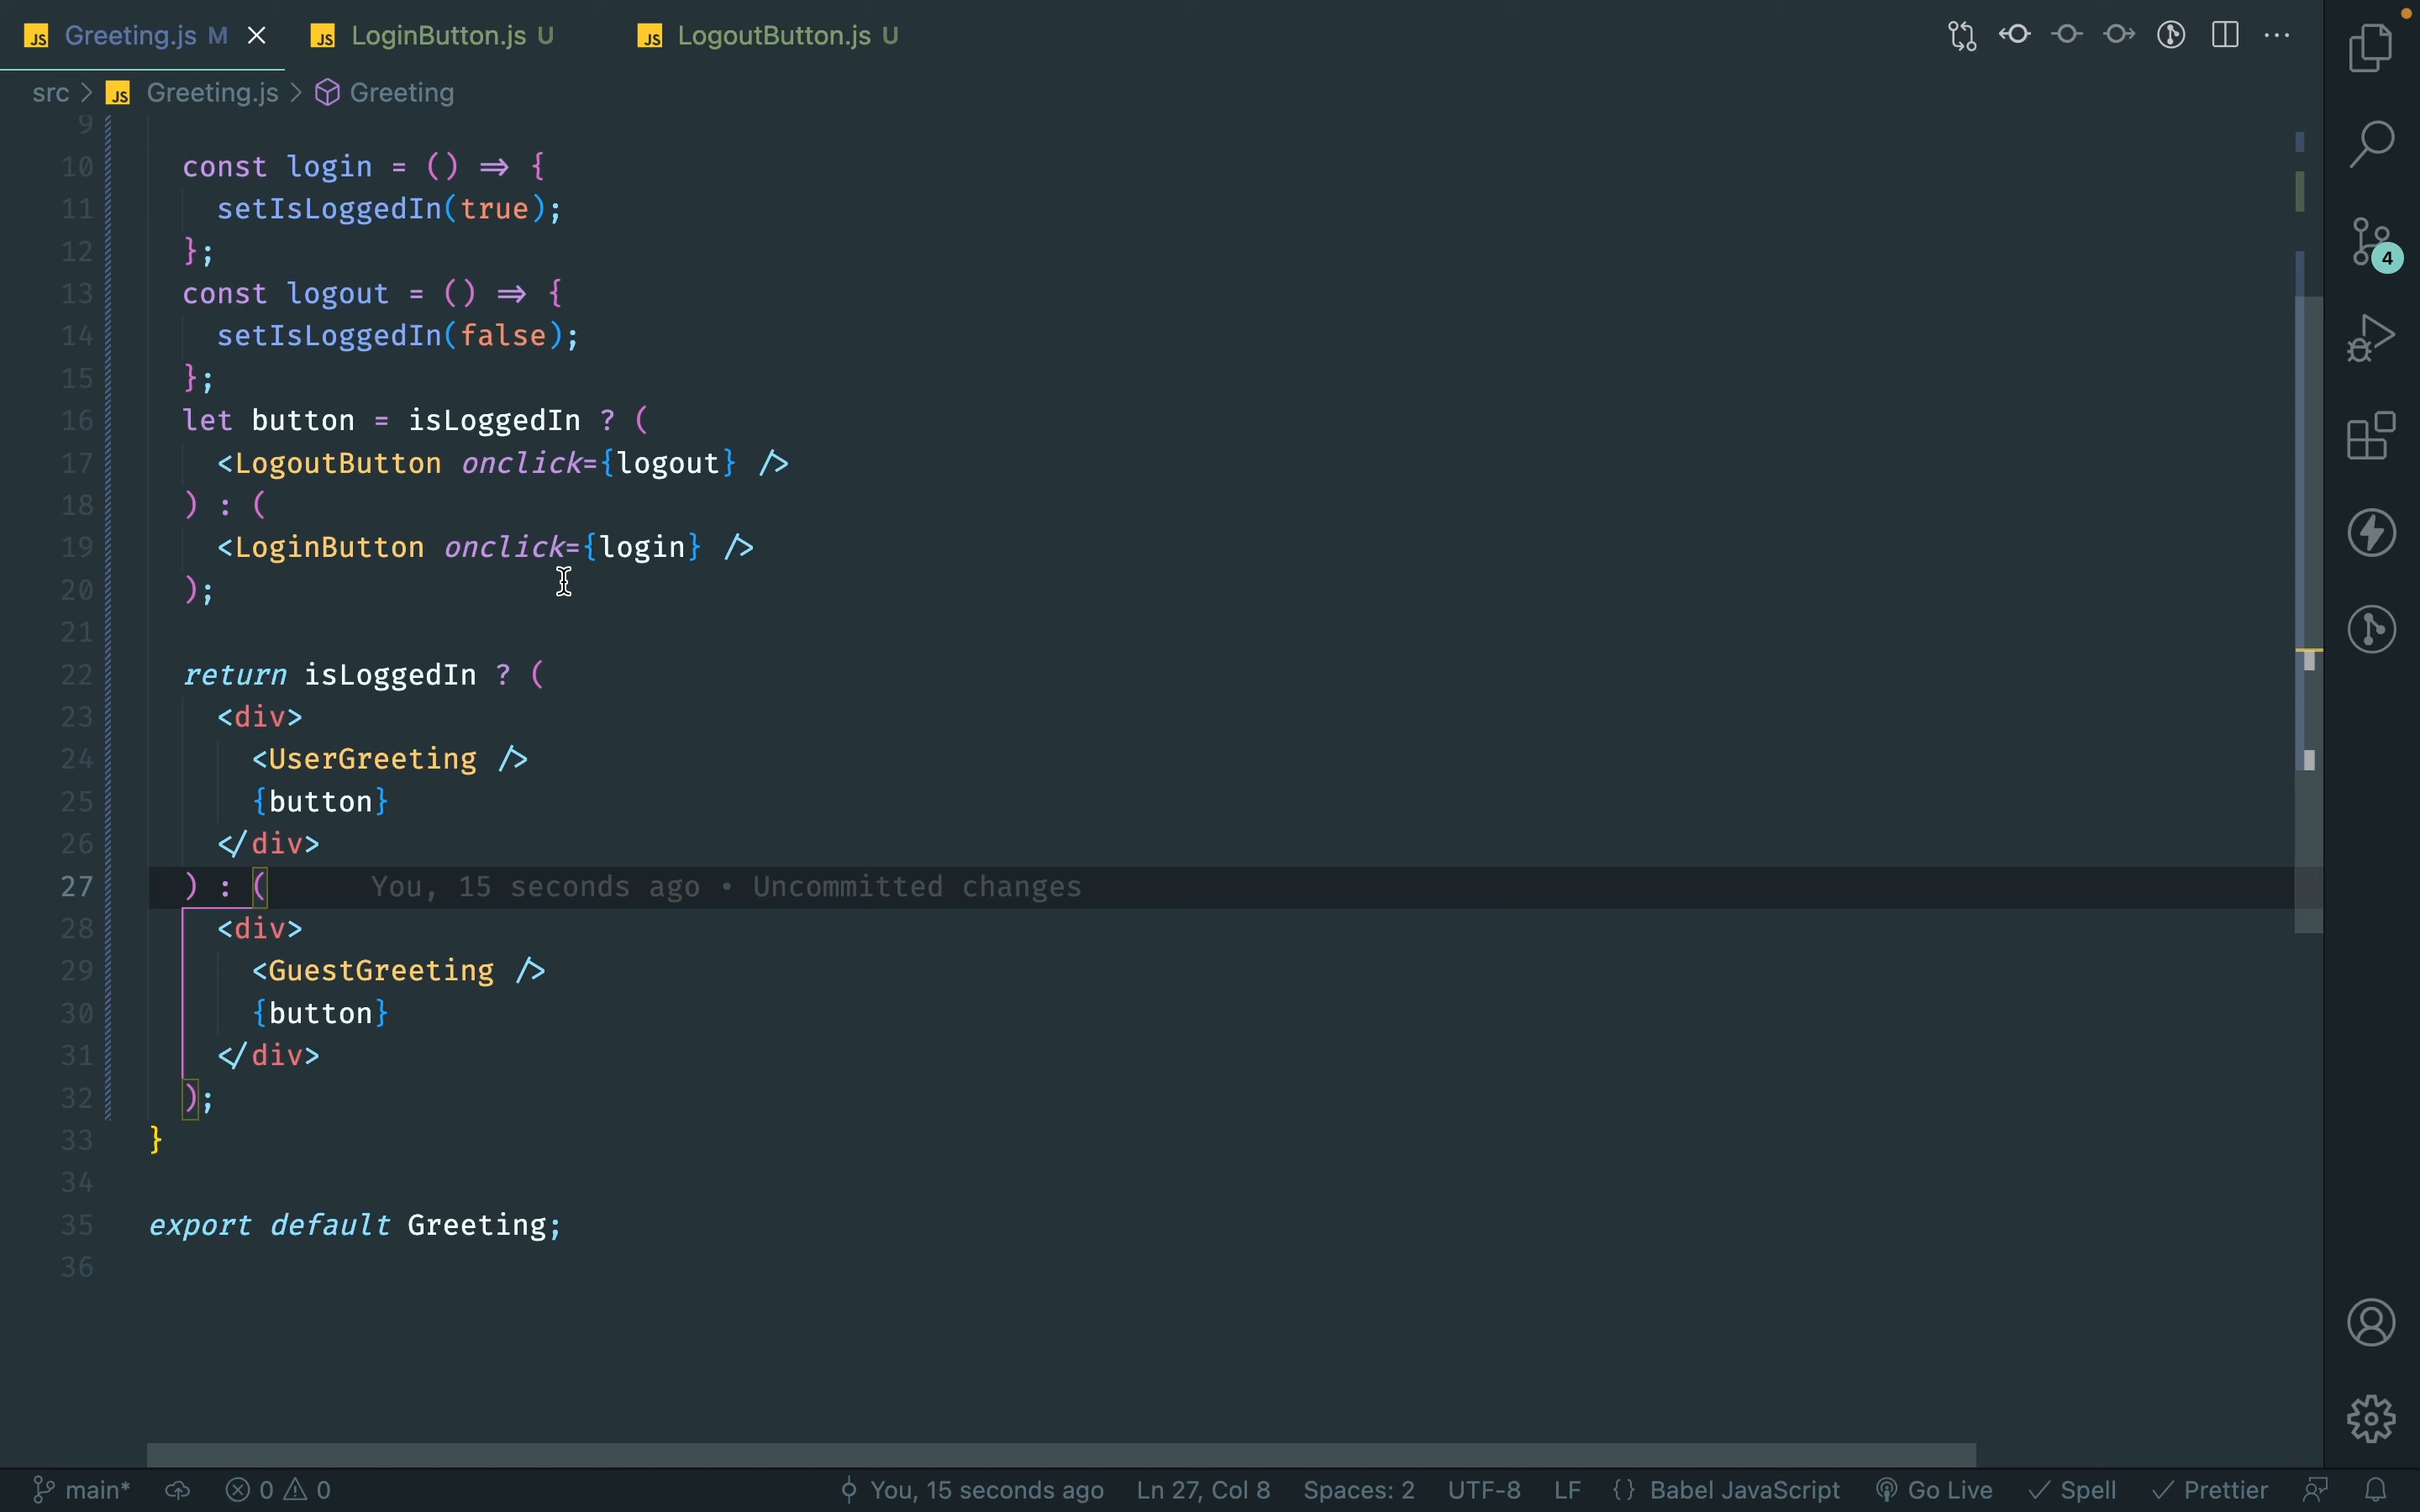 JS Greeting.js M JS LoginButton.js U JS LogoutButton.js U
src > JS Greeting.js > Greeting
9
10 const login = () => {
11 setIsLoggedIn(true);
12 };
13 const logout = () => {
14 setIsLoggedIn(false);
15 };
16 let button = isLoggedIn ? (
17 <LogoutButton onclick={logout} />
18 ) : (
19 <LoginButton onclick={login} />
20 );
21
22 return isLoggedIn ? (
23 <div>
24 <UserGreeting />
25 {button}
26 </div>
27 ) : ( You, 15 seconds ago • Uncommitted changes
28 <div>
29 <GuestGreeting />
30 {button}
31 </div>
32 );
33 }
34
35 export default Greeting;
36
4
main* 0 0 You, 15 seconds ago Ln 27, Col 8 Spaces: 2 UTF-8 LF {} Babel JavaScript Go Live Spell Prettier